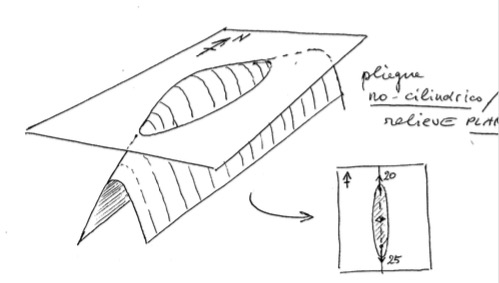 N
pliegue
no-cilíndrico/
relieve PLAN
20
25